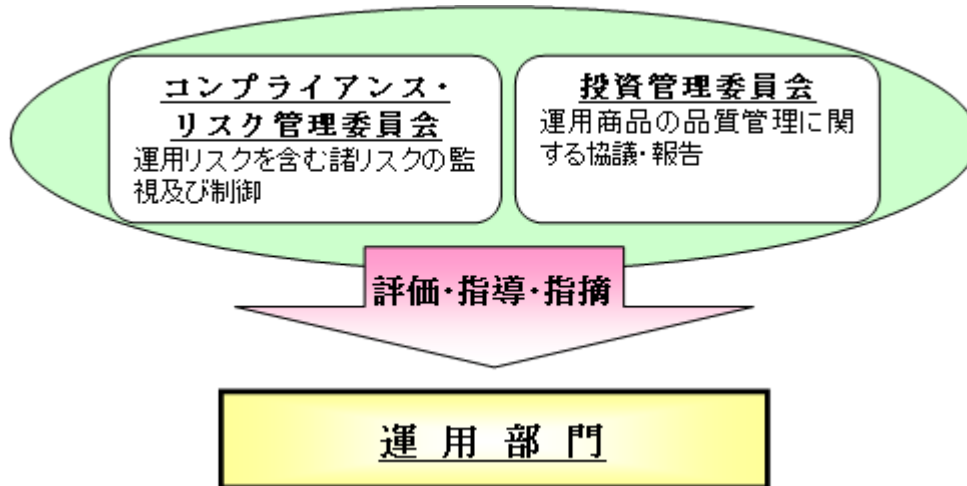 コンプライアンス・
リスク管理委員会
運用リスクを含む諸リスクの監
視及び制御
投資管理委員会
運用商品の品質管理に関
する協議・報告
評価・指導・指摘
運用部門